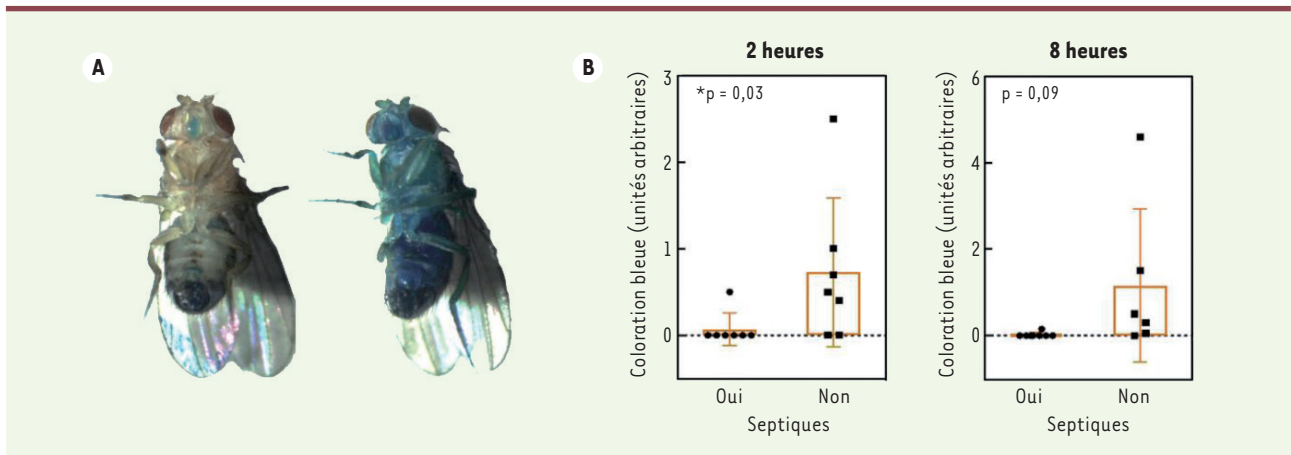 A
B
2 heures
Coloration bleue (unités arbitraires)
3
2
1
0
*p = 0,03
Oui
Non
Septiques
8 heures
Coloration bleue (unités arbitraires)
6
4
2
0
p = 0,09
Oui
Non
Septiques